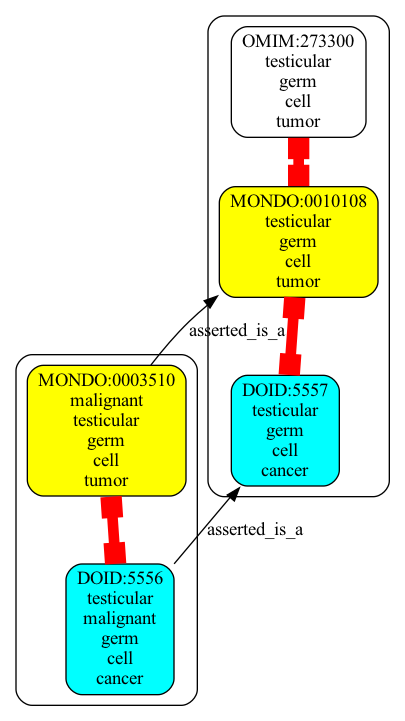 OMIM:273300
testicular
germ
cell
tumor
MONDO:0010108
testicular
germ
cell
tumor
asserted_is_a
MONDO:0003510
malignant
testicular
germ
cell
tumor
DOID:5557
testicular
germ
cell
cancer
asserted_is_a
DOID:5556
testicular
malignant
germ
cell
cancer